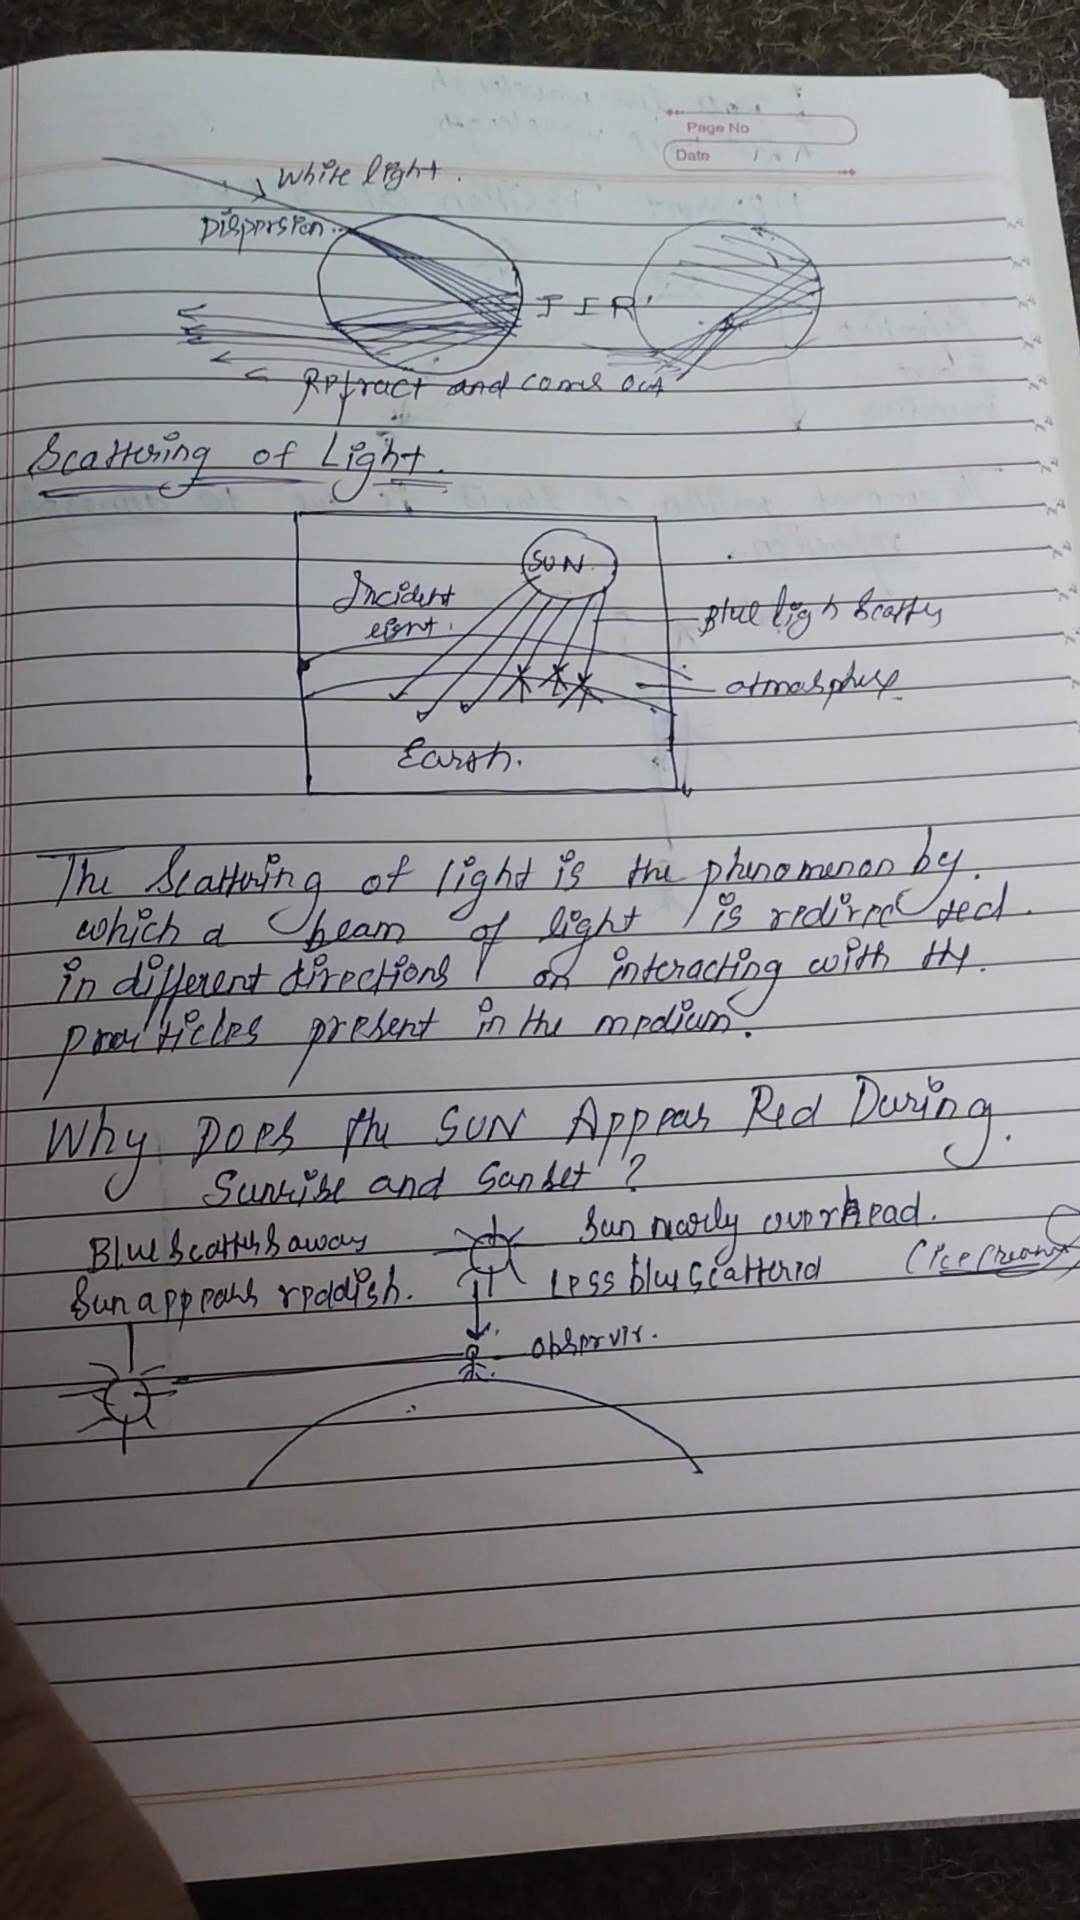 Page No
Date
White light.
Dispersion
T I R
Refract and comes out
Scattering of Light.
SUN
Incident
light.
Blue light Scatters
atmosphere
Earth.
The Scattering of light is the phenomenon by.
which a beam of light is redirected.
in different directions on interacting with the.
particles present in the medium.
Why Does the SUN Appear Red During.
Sunrise and Sunset ?
Blue Scatters away
Sun nearly overhead.
Sun appears reddish.
Less blue scattered
observer.